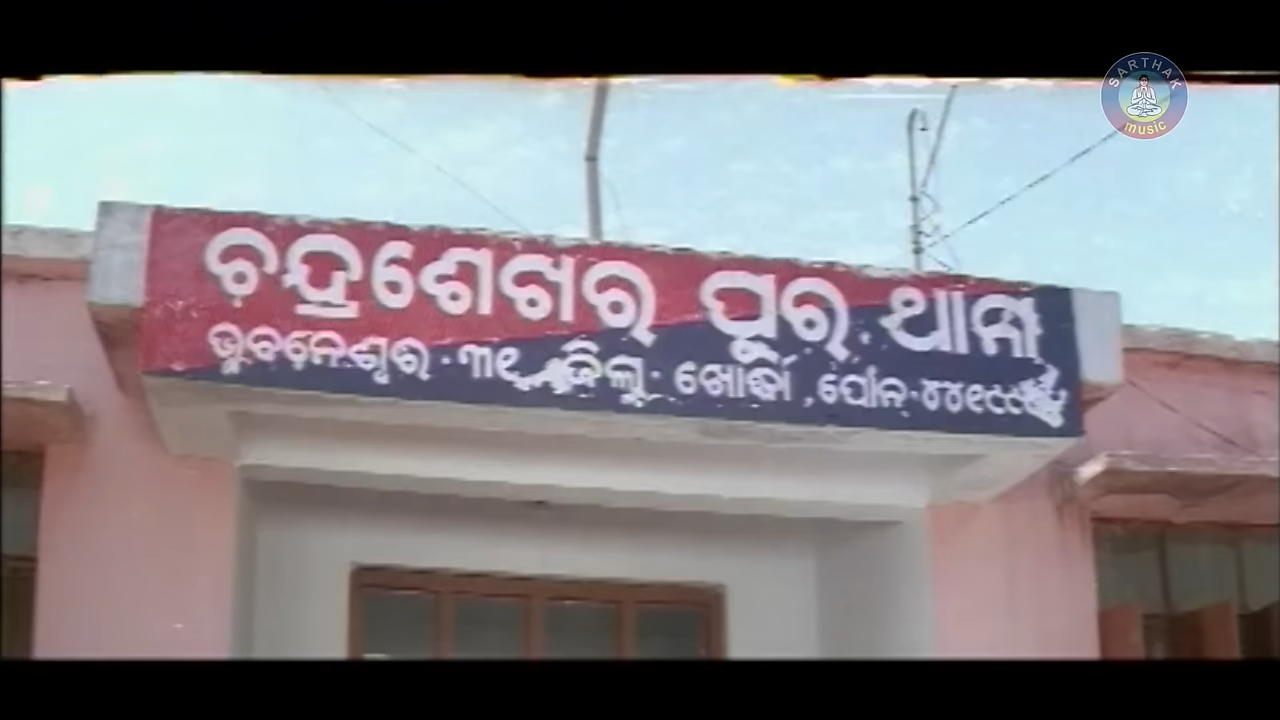 SARTHAK
music
ଚନ୍ଦ୍ରଶେଖର ପୁର ଥାନା
ଭୁବନେଶ୍ୱର-୩୧, ଜିଲ୍ଲା ଖୋର୍ଦ୍ଧା, ଫୋନ-